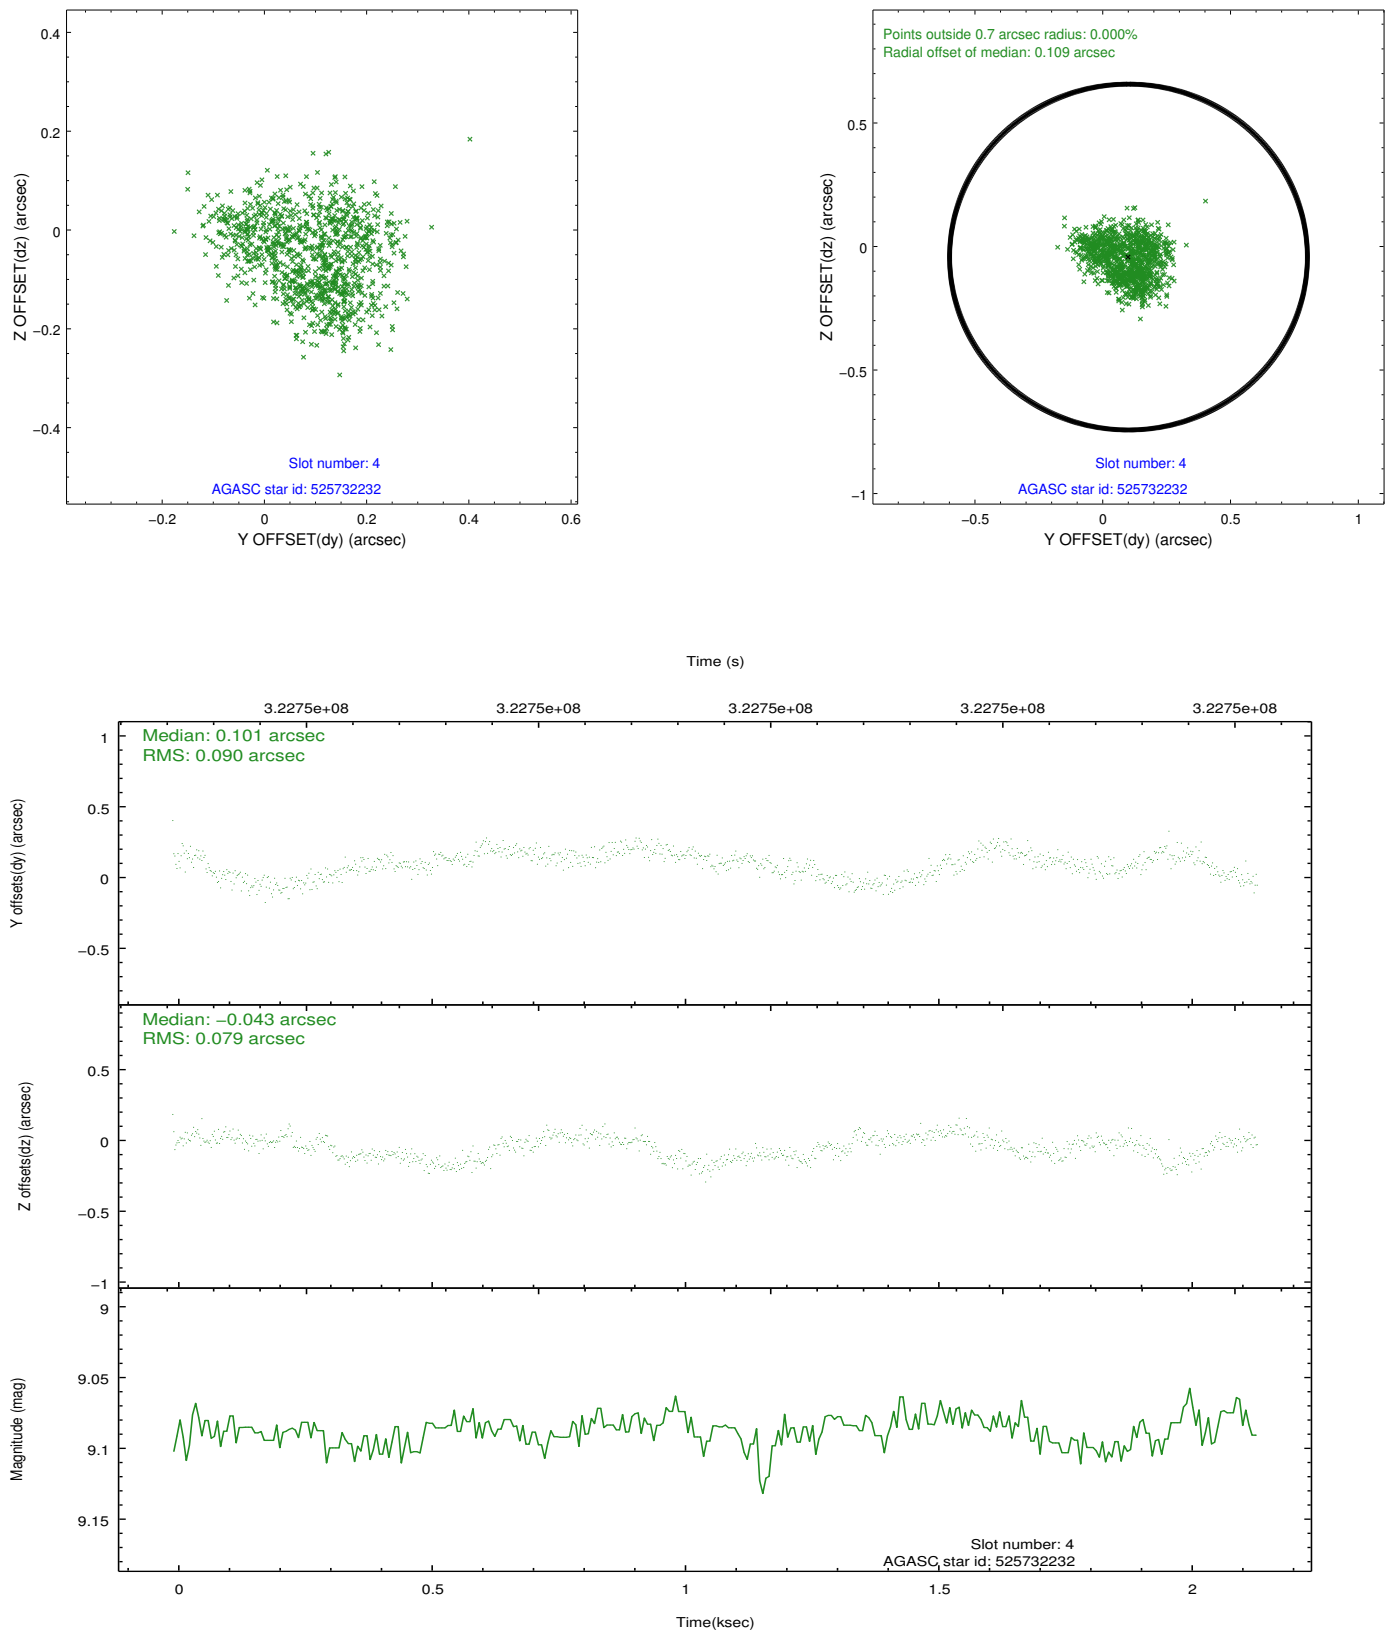 0.4
0.2
0
−0.2
−0.4
Z OFFSET(dz) (arcsec)
Slot number: 4
AGASC star id: 525732232
−0.2 0 0.2 0.4 0.6
Y OFFSET(dy) (arcsec)
Points outside 0.7 arcsec radius: 0.000%
Radial offset of median: 0.109 arcsec
0.5
0
−0.5
−1
Z OFFSET(dz) (arcsec)
Slot number: 4
AGASC star id: 525732232
−0.5 0 0.5 1
Y OFFSET(dy) (arcsec)
Time (s)
3.2275e+08 3.2275e+08 3.2275e+08 3.2275e+08 3.2275e+08
Median: 0.101 arcsec
RMS: 0.090 arcsec
1
0.5
0
−0.5
Y offsets(dy) (arcsec)
Median: −0.043 arcsec
RMS: 0.079 arcsec
0.5
0
−0.5
−1
Z offsets(dz) (arcsec)
9
9.05
9.1
9.15
Magnitude (mag)
Slot number: 4
AGASC star id: 525732232
0 0.5 1 1.5 2
Time(ksec)